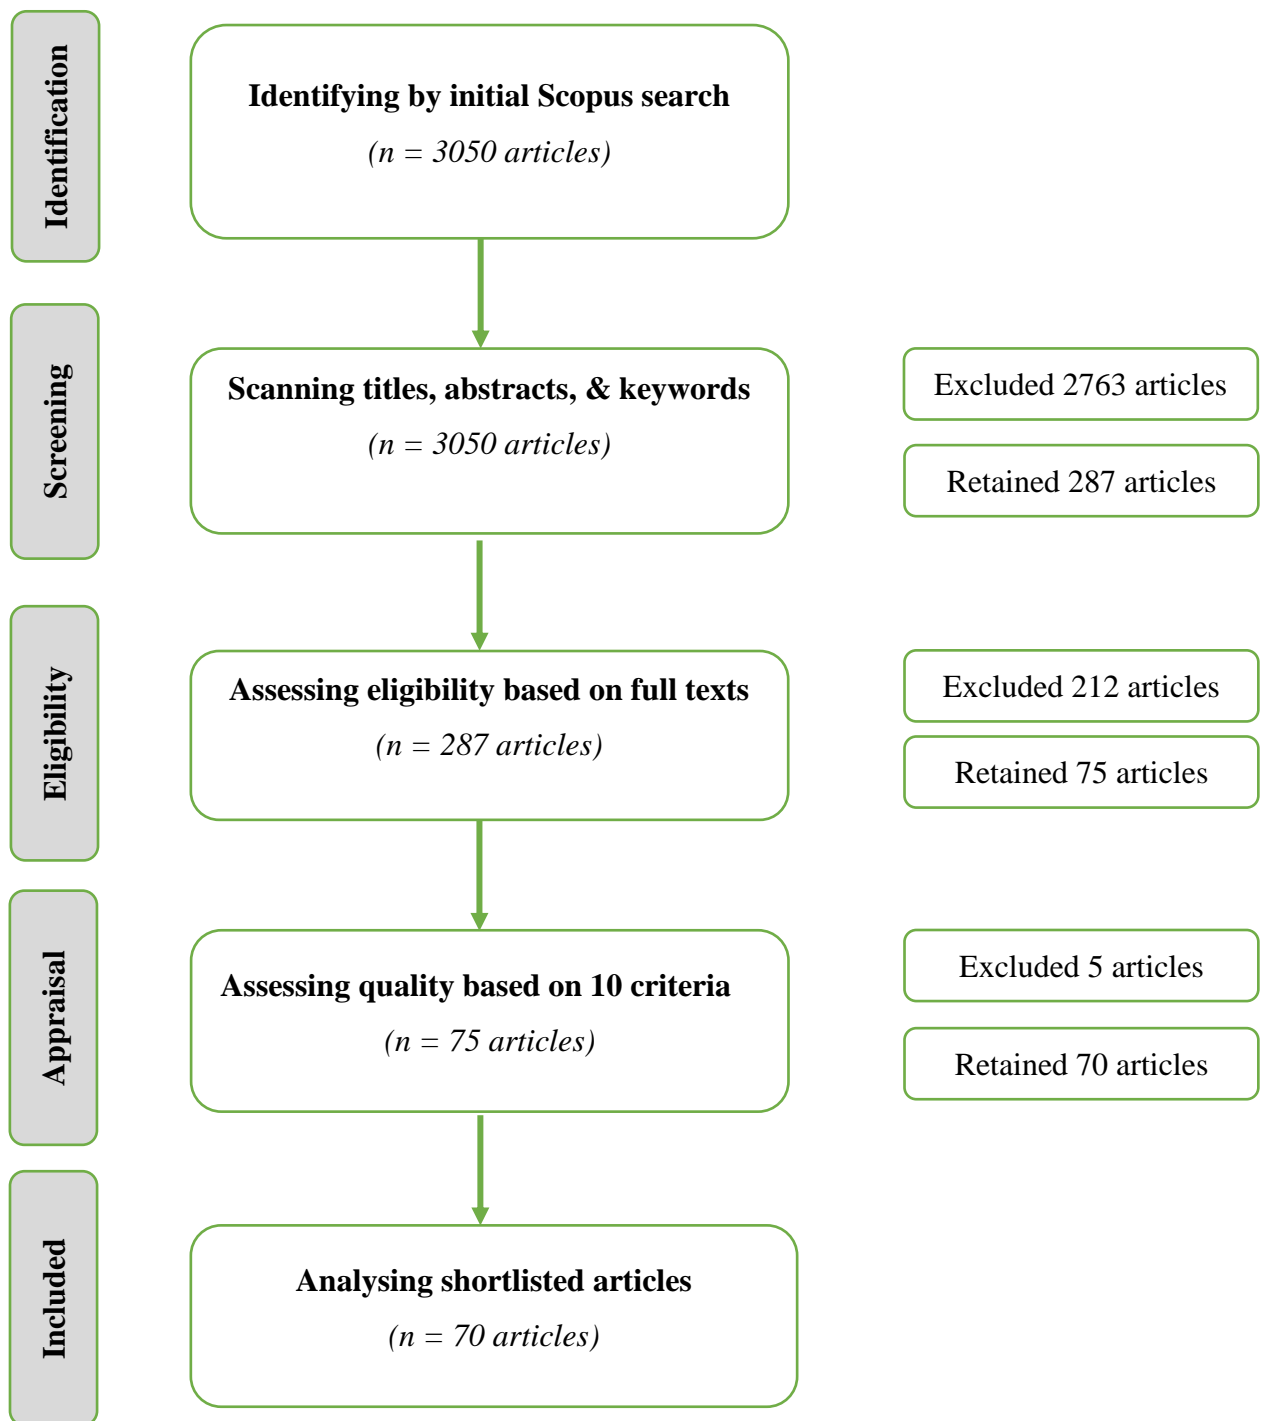 Identification
Identifying by initial Scopus search
(n = 3050 articles)
Screening
Scanning titles, abstracts, & keywords
(n = 3050 articles)
Excluded 2763 articles
Retained 287 articles
Eligibility
Assessing eligibility based on full texts
(n = 287 articles)
Excluded 212 articles
Retained 75 articles
Appraisal
Assessing quality based on 10 criteria
(n = 75 articles)
Excluded 5 articles
Retained 70 articles
Included
Analysing shortlisted articles
(n = 70 articles)